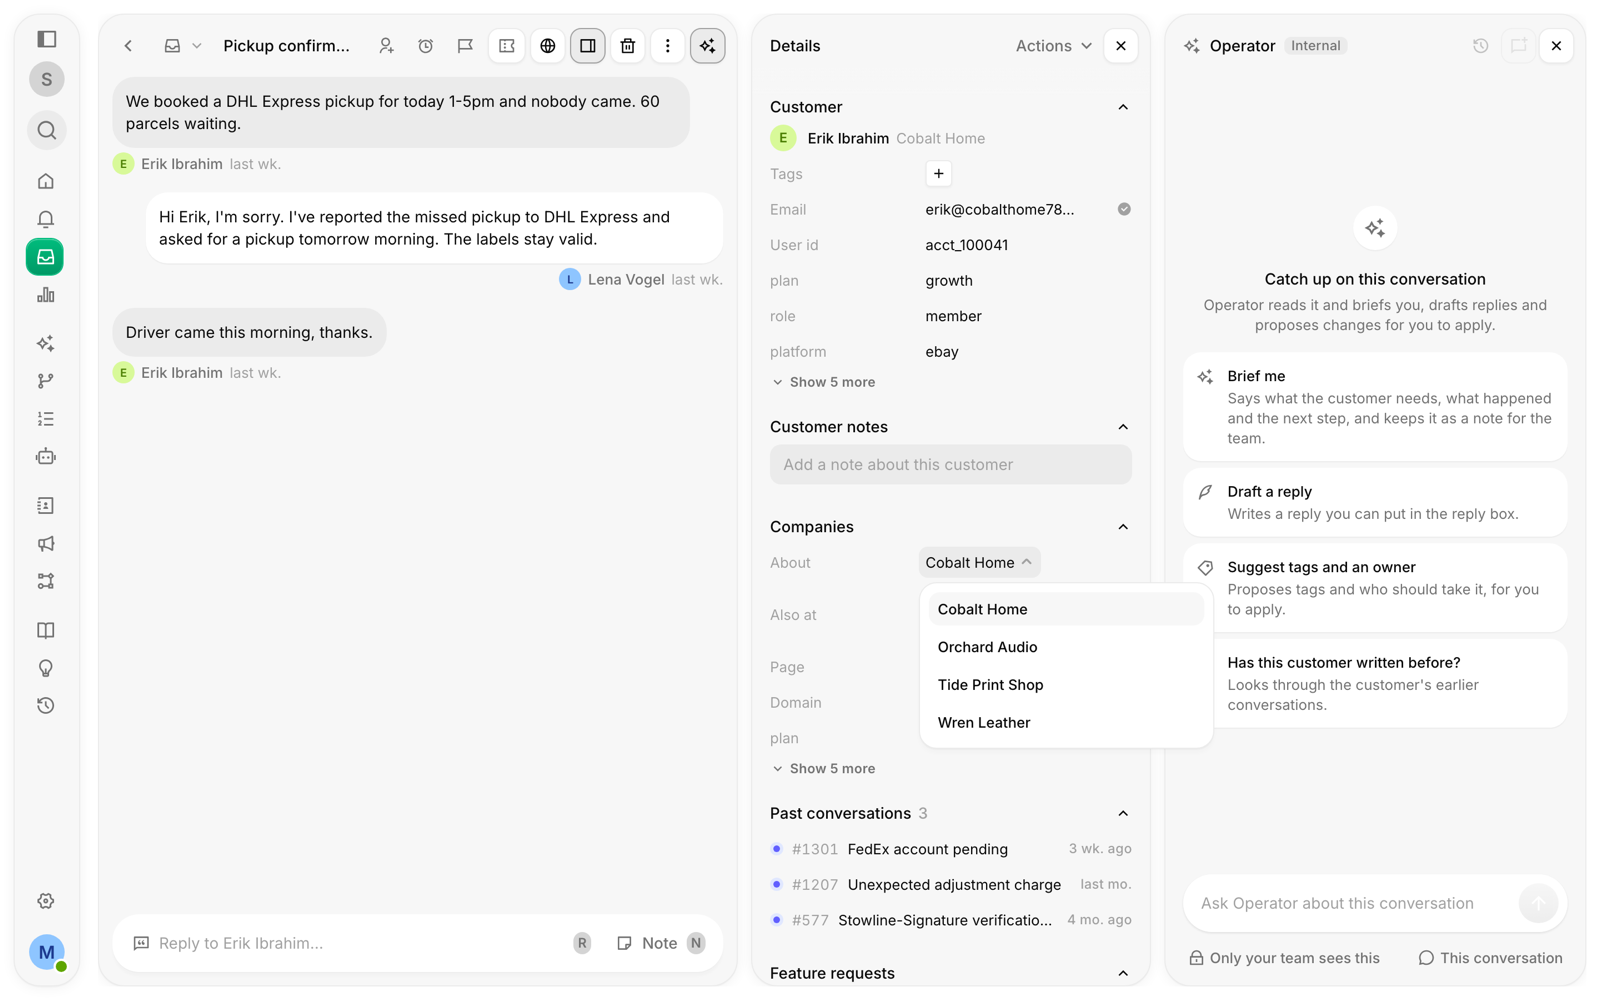 S
M
Pickup confirm...
We booked a DHL Express pickup for today 1-5pm and nobody came. 60
parcels waiting.
E Erik Ibrahim last wk.
Hi Erik, I'm sorry. I've reported the missed pickup to DHL Express and
asked for a pickup tomorrow morning. The labels stay valid.
L Lena Vogel last wk.
Driver came this morning, thanks.
E Erik Ibrahim last wk.
Reply to Erik Ibrahim... R Note N
Details Actions
Customer
E Erik Ibrahim Cobalt Home
Tags +
Email erik@cobalthome78...
User id acct_100041
plan growth
role member
platform ebay
Show 5 more
Customer notes
Add a note about this customer
Companies
About Cobalt Home
Cobalt Home
Also at
Orchard Audio
Page
Tide Print Shop
Domain
Wren Leather
plan
Show 5 more
Past conversations 3
#1301 FedEx account pending 3 wk. ago
#1207 Unexpected adjustment charge last mo.
#577 Stowline-Signature verificatio... 4 mo. ago
Feature requests
Operator Internal
Catch up on this conversation
Operator reads it and briefs you, drafts replies and
proposes changes for you to apply.
Brief me
Says what the customer needs, what happened
and the next step, and keeps it as a note for the
team.
Draft a reply
Writes a reply you can put in the reply box.
Suggest tags and an owner
Proposes tags and who should take it, for you
to apply.
Has this customer written before?
Looks through the customer's earlier
conversations.
Ask Operator about this conversation
Only your team sees this This conversation